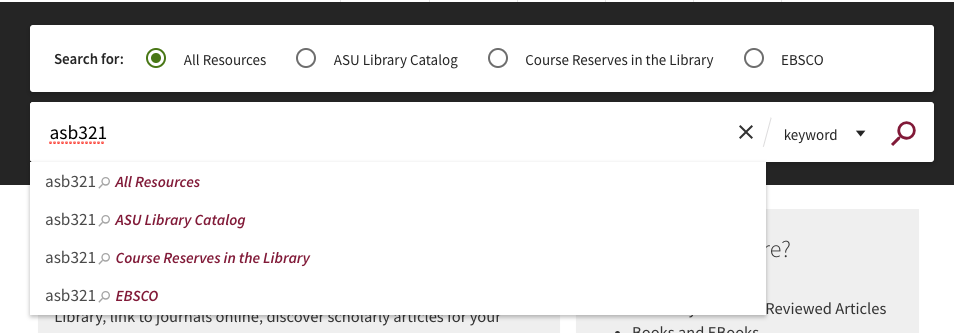 Search for: All Resources ASU Library Catalog Course Reserves in the Library EBSCO
asb321 keyword
asb321 All Resources
asb321 ASU Library Catalog
asb321 Course Reserves in the Library
asb321 EBSCO
re?
Library, link to journals online, discover scholarly articles for your
Reviewed Articles
Books and EBooks